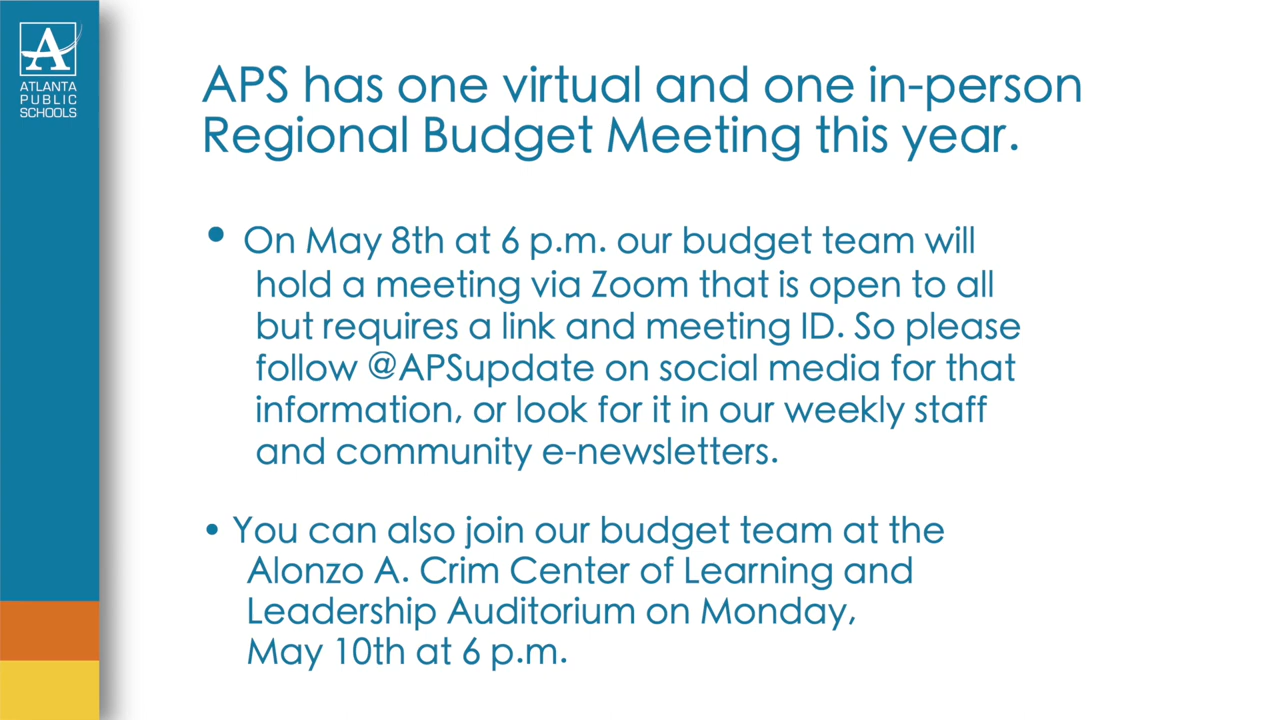 A
ATLANTA
PUBLIC
SCHOOLS
APS has one virtual and one in-person
Regional Budget Meeting this year.
• On May 8th at 6 p.m. our budget team will
hold a meeting via Zoom that is open to all
but requires a link and meeting ID. So please
follow @APSupdate on social media for that
information, or look for it in our weekly staff
and community e-newsletters.
• You can also join our budget team at the
Alonzo A. Crim Center of Learning and
Leadership Auditorium on Monday,
May 10th at 6 p.m.